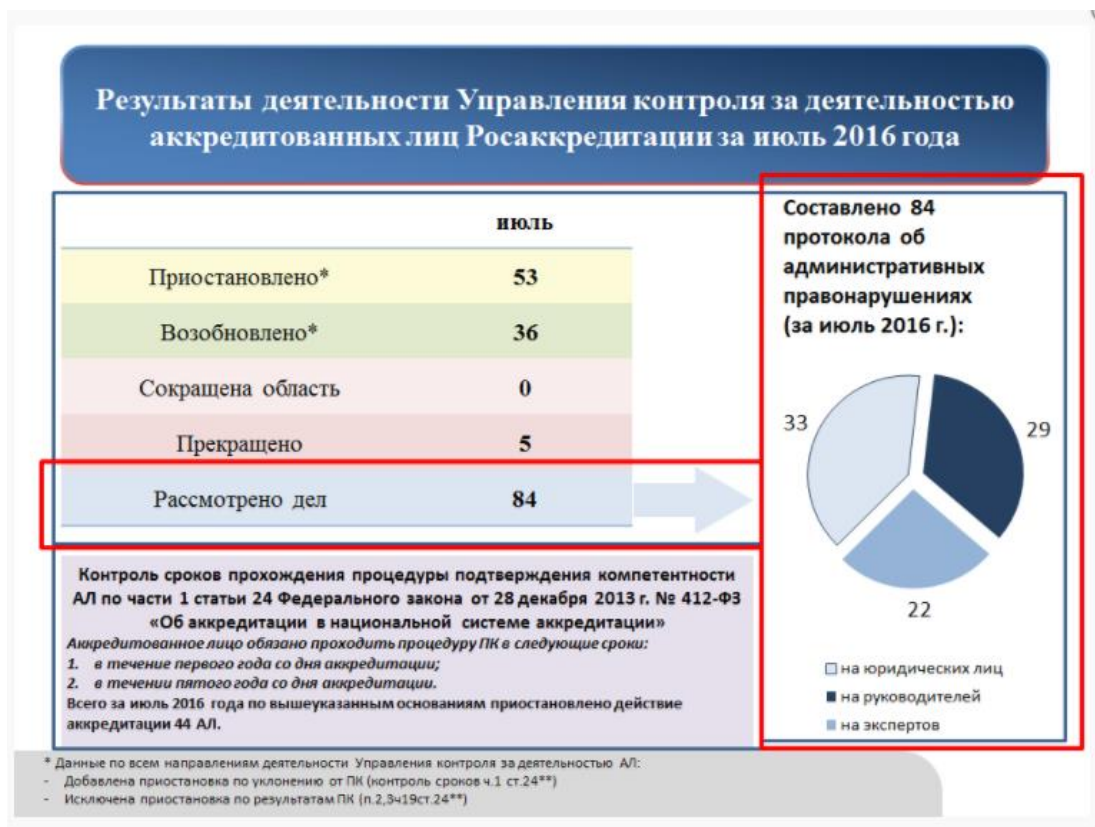 Результаты деятельности Управления контроля за деятельностью
аккредитованных лиц Росаккредитации за июль 2016 года
июль
Приостановлено* 53
Возобновлено* 36
Сокращена область 0
Прекращено 5
Рассмотрено дел 84
Контроль сроков прохождения процедуры подтверждения компетентности
АЛ по части 1 статьи 24 Федерального закона от 28 декабря 2013 г. № 412-ФЗ
«Об аккредитации в национальной системе аккредитации»
Аккредитованное лицо обязано проходить процедуру ПК в следующие сроки:
1. в течение первого года со дня аккредитации;
2. в течении пятого года со дня аккредитации.
Всего за июль 2016 года по вышеуказанным основаниям приостановлено действие
аккредитации 44 АЛ.
Составлено 84
протокола об
административных
правонарушениях
(за июль 2016 г.):
33
29
22
на юридических лиц
на руководителей
на экспертов
* Данные по всем направлениям деятельности Управления контроля за деятельностью АЛ:
- Добавлена приостановка по уклонению от ПК (контроль сроков ч.1 ст.24**)
- Исключена приостановка по результатам ПК (п.2,3ч19ст.24**)